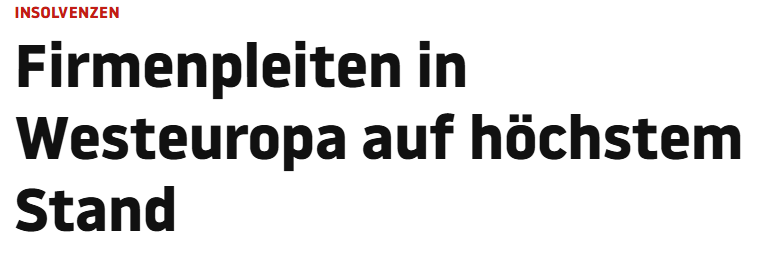 INSOLVENZEN
Firmenpleiten in
Westeuropa auf höchstem
Stand